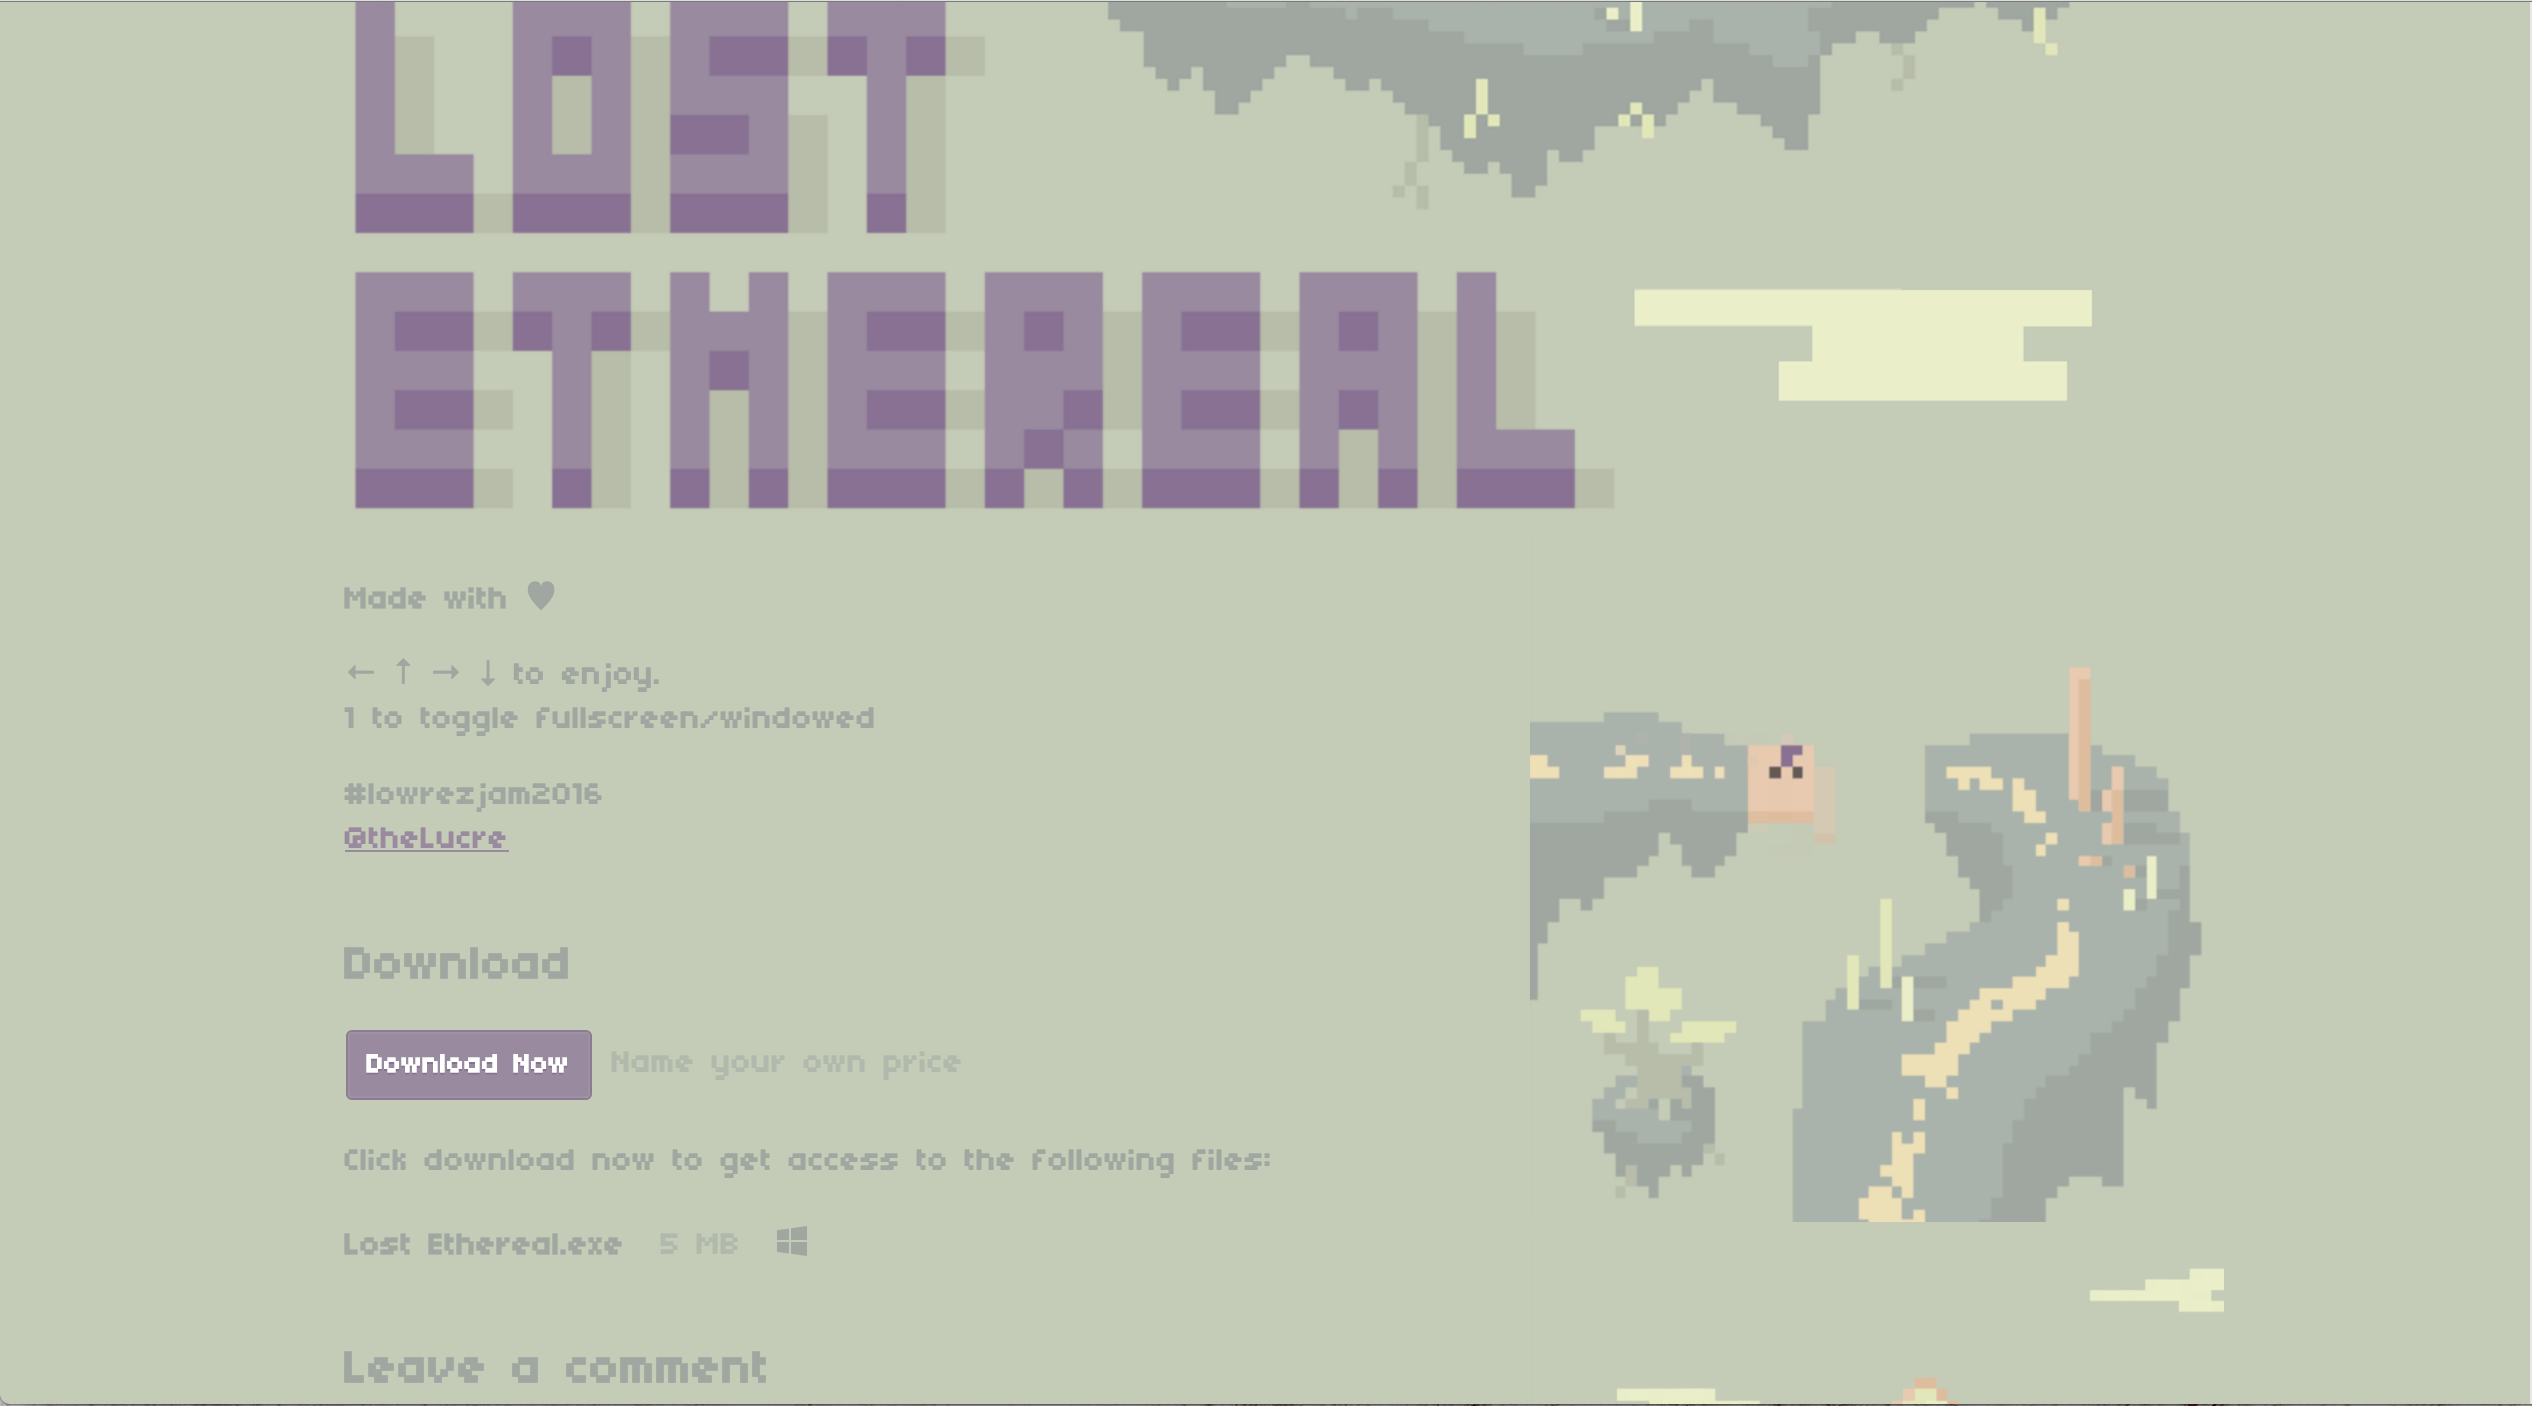 LOST
ETHEREAL
Made with ♥
← ↑ → ↓ to enjoy.
1 to toggle fullscreen/windowed
#lowrezjam2016
@theLucre
Download
Download Now Name your own price
Click download now to get access to the following files:
Lost Ethereal.exe 5 MB
Leave a comment